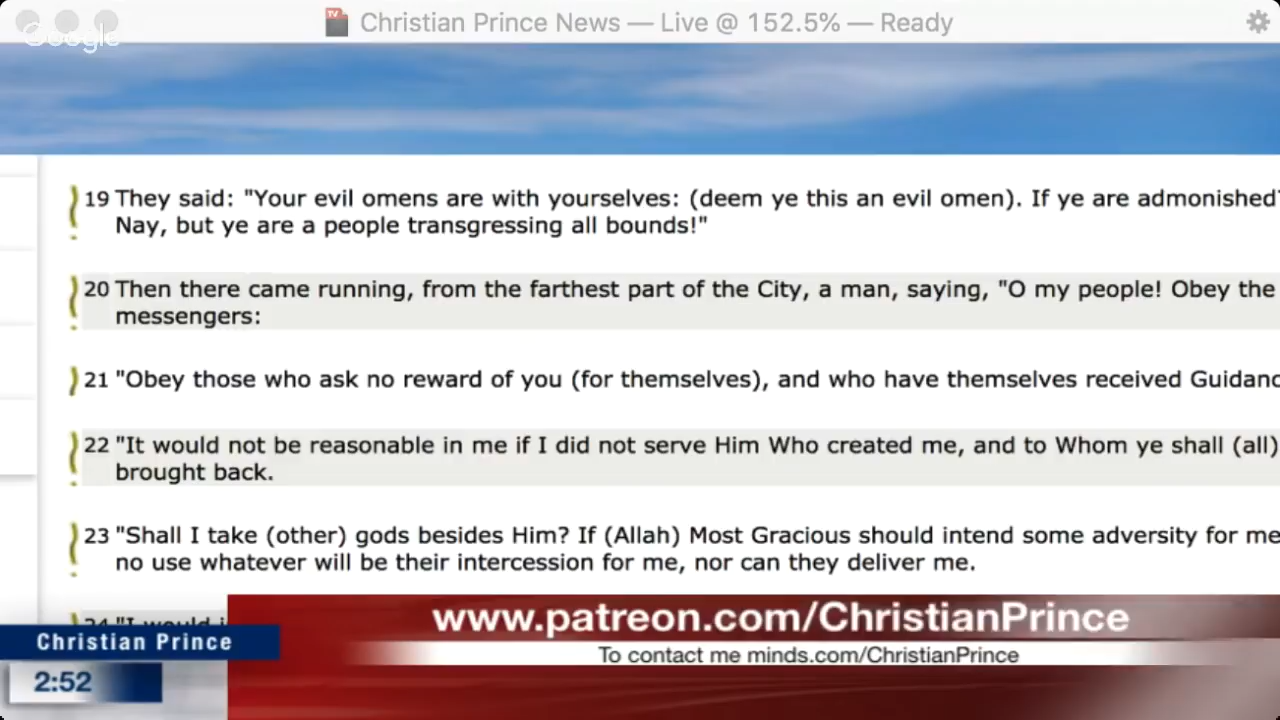 Christian Prince News — Live @ 152.5% — Ready
Google
19 They said: "Your evil omens are with yourselves: (deem ye this an evil omen). If ye are admonished?
Nay, but ye are a people transgressing all bounds!"
20 Then there came running, from the farthest part of the City, a man, saying, "O my people! Obey the
messengers:
21 "Obey those who ask no reward of you (for themselves), and who have themselves received
22 "It would not be reasonable in me if I did not serve Him Who created me, and to Whom ye shall (all)
brought back.
23 "Shall I take (other) gods besides Him? If (Allah) Most Gracious should intend some adversity for me
no use whatever will be their intercession for me, nor can they deliver me.
24 "I would
www.patreon.com/ChristianPrince
Christian Prince
To contact me minds.com/ChristianPrince
2:52